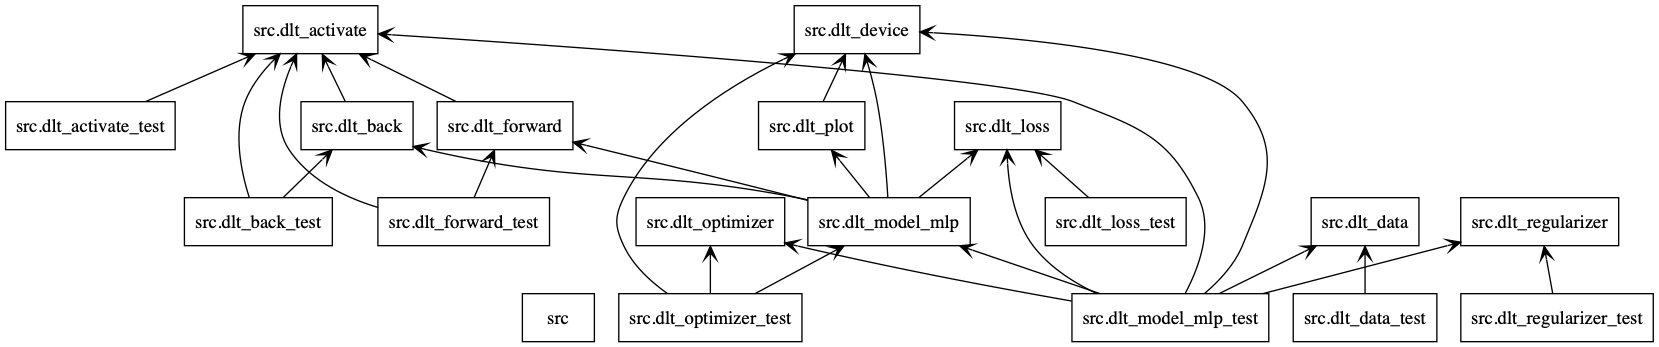 src.dlt_activate
src.dlt_device
src.dlt_activate_test
src.dlt_back
src.dlt_forward
src.dlt_plot
src.dlt_loss
src.dlt_back_test
src.dlt_forward_test
src.dlt_optimizer
src.dlt_model_mlp
src.dlt_loss_test
src.dlt_data
src.dlt_regularizer
src
src.dlt_optimizer_test
src.dlt_model_mlp_test
src.dlt_data_test
src.dlt_regularizer_test